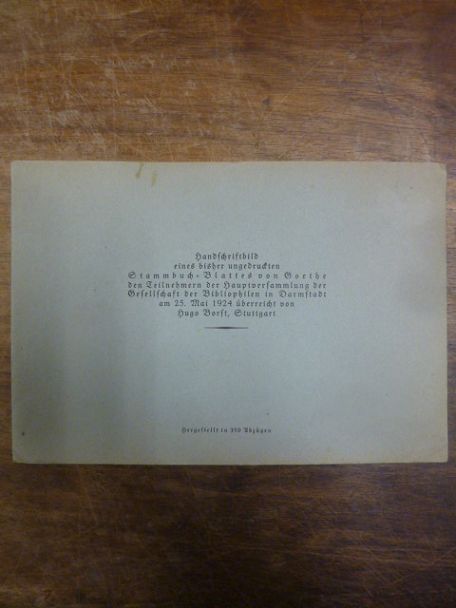 Handschriftbild
eines bisher ungedruckten
Stammbuch-Blattes von Goethe
den Teilnehmern der Hauptversammlung der
Gesellschaft der Bibliophilen in Darmstadt
am 25. Mai 1924 überreicht von
Hugo Borst, Stuttgart
Hergestellt in 350 Abzügen